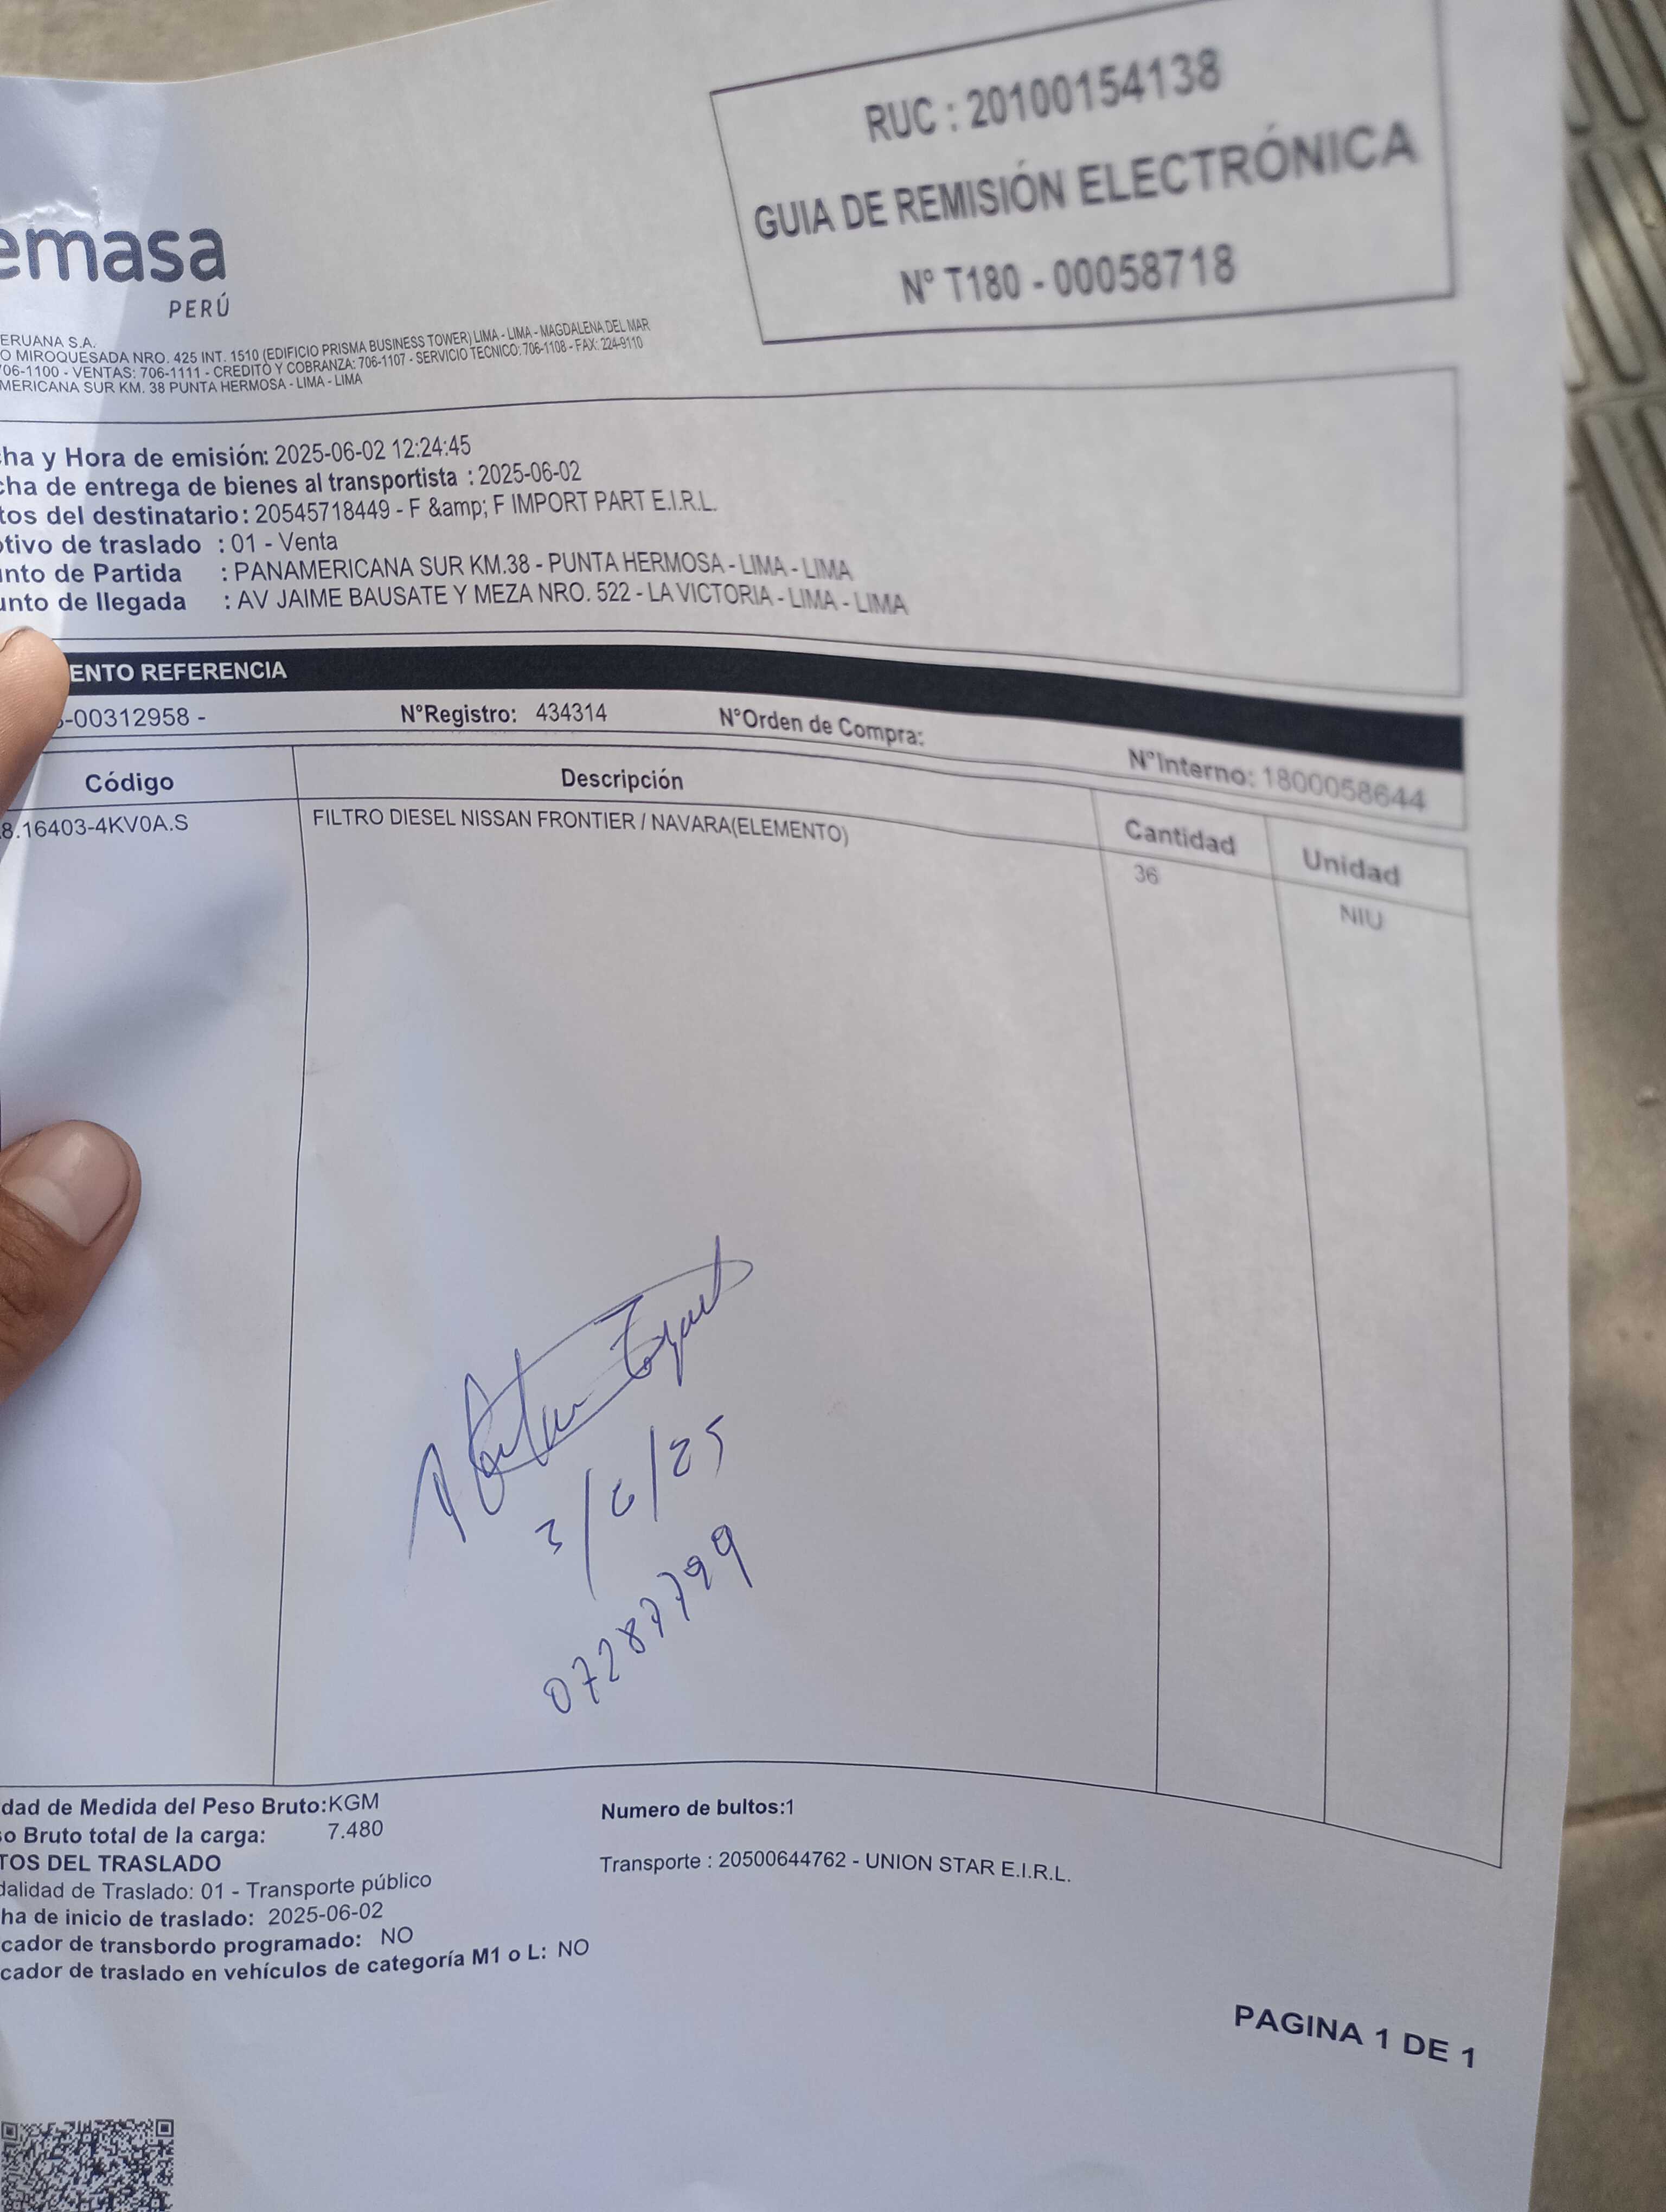 RUC : 20100154138
GUIA DE REMISIÓN ELECTRÓNICA
N° T180 - 00058718
emasa
PERÚ
ERUANA S.A.
O MIROQUESADA NRO. 425 INT. 1510 (EDIFICIO PRISMA BUSINESS TOWER) LIMA - LIMA - MAGDALENA DEL MAR
706-1100 - VENTAS: 706-1111 - CREDITO Y COBRANZA: 706-1107 - SERVICIO TECNICO: 706-1108 - FAX: 224-9110
MERICANA SUR KM. 38 PUNTA HERMOSA - LIMA - LIMA
cha y Hora de emisión: 2025-06-02 12:24:45
cha de entrega de bienes al transportista : 2025-06-02
tos del destinatario : 20545718449 - F &amp; F IMPORT PART E.I.R.L.
otivo de traslado : 01 - Venta
unto de Partida : PANAMERICANA SUR KM.38 - PUNTA HERMOSA - LIMA - LIMA
unto de llegada : AV JAIME BAUSATE Y MEZA NRO. 522 - LA VICTORIA - LIMA - LIMA
ENTO REFERENCIA
-00312958 - N°Registro: 434314 N°Orden de Compra: N°Interno: 1800058644
Código Descripción Cantidad Unidad
8.16403-4KV0A.S FILTRO DIESEL NISSAN FRONTIER / NAVARA(ELEMENTO) 36 NIU
3/6/25
07287799
dad de Medida del Peso Bruto:KGM Numero de bultos:1
o Bruto total de la carga: 7.480
TOS DEL TRASLADO Transporte : 20500644762 - UNION STAR E.I.R.L.
dalidad de Traslado: 01 - Transporte público
ha de inicio de traslado: 2025-06-02
cador de transbordo programado: NO
cador de traslado en vehículos de categoría M1 o L: NO
PAGINA 1 DE 1